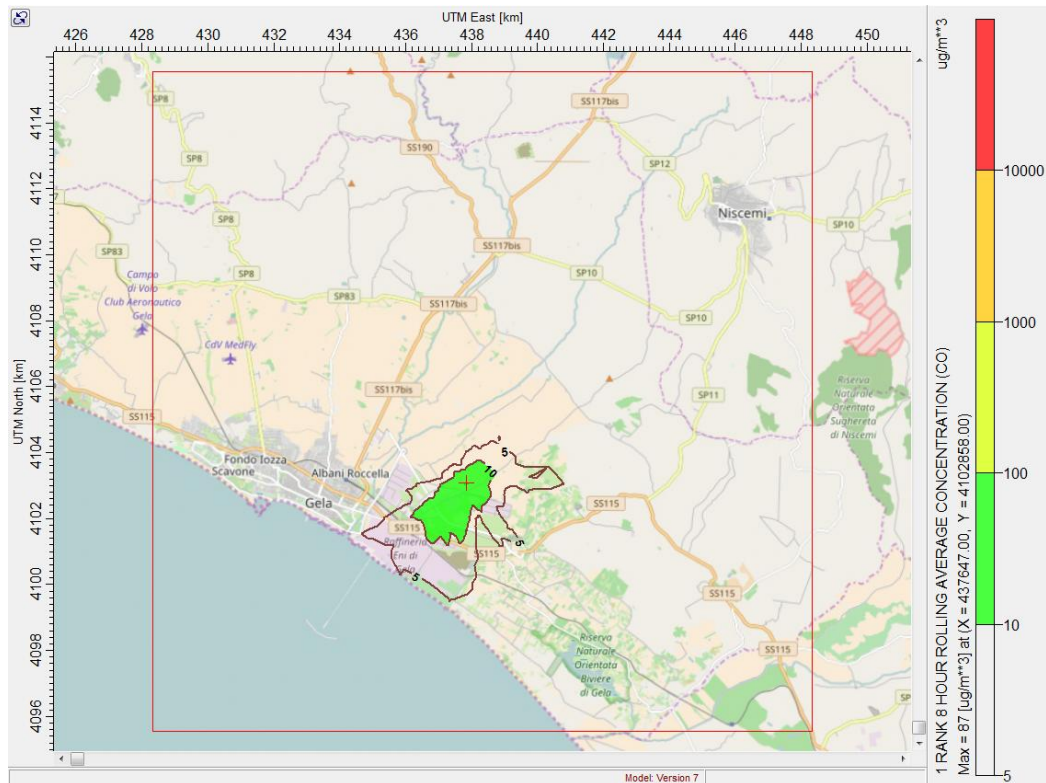 UTM East [km]
426 428 430 432 434 436 438 440 442 444 446 448 450
ug/m**3
4114
SP8
SS117bis
SS190
SP12
SP8
4112
Niscemi
SP8
SP10
4110
SP83
SS117bis
SP8
SP10
Campo
di Volo
Club Aeronautico
Gela
SP83
SS117bis
4108
SP10
CdV MedFly
UTM North [km]
4106
SS117bis
SP11
Riserva
Naturale
Orientata
Sughereta
di Niscemi
SS115
4104
5
Fondo Iozza
Scavone
Albani Roccella
10
Gela
SS115
4102
SS115
Raffineria
Eni di
Gela
SS115
5
5
4100
SS115
4098
Riserva
Naturale
Orientata
Biviere
di Gela
SS115
4096
SP
10000
1000
100
10
5
1 RANK 8 HOUR ROLLING AVERAGE CONCENTRATION (CO)
Max = 87 [ug/m**3] at (X = 437647.00, Y = 4102858.00)
Model: Version 7